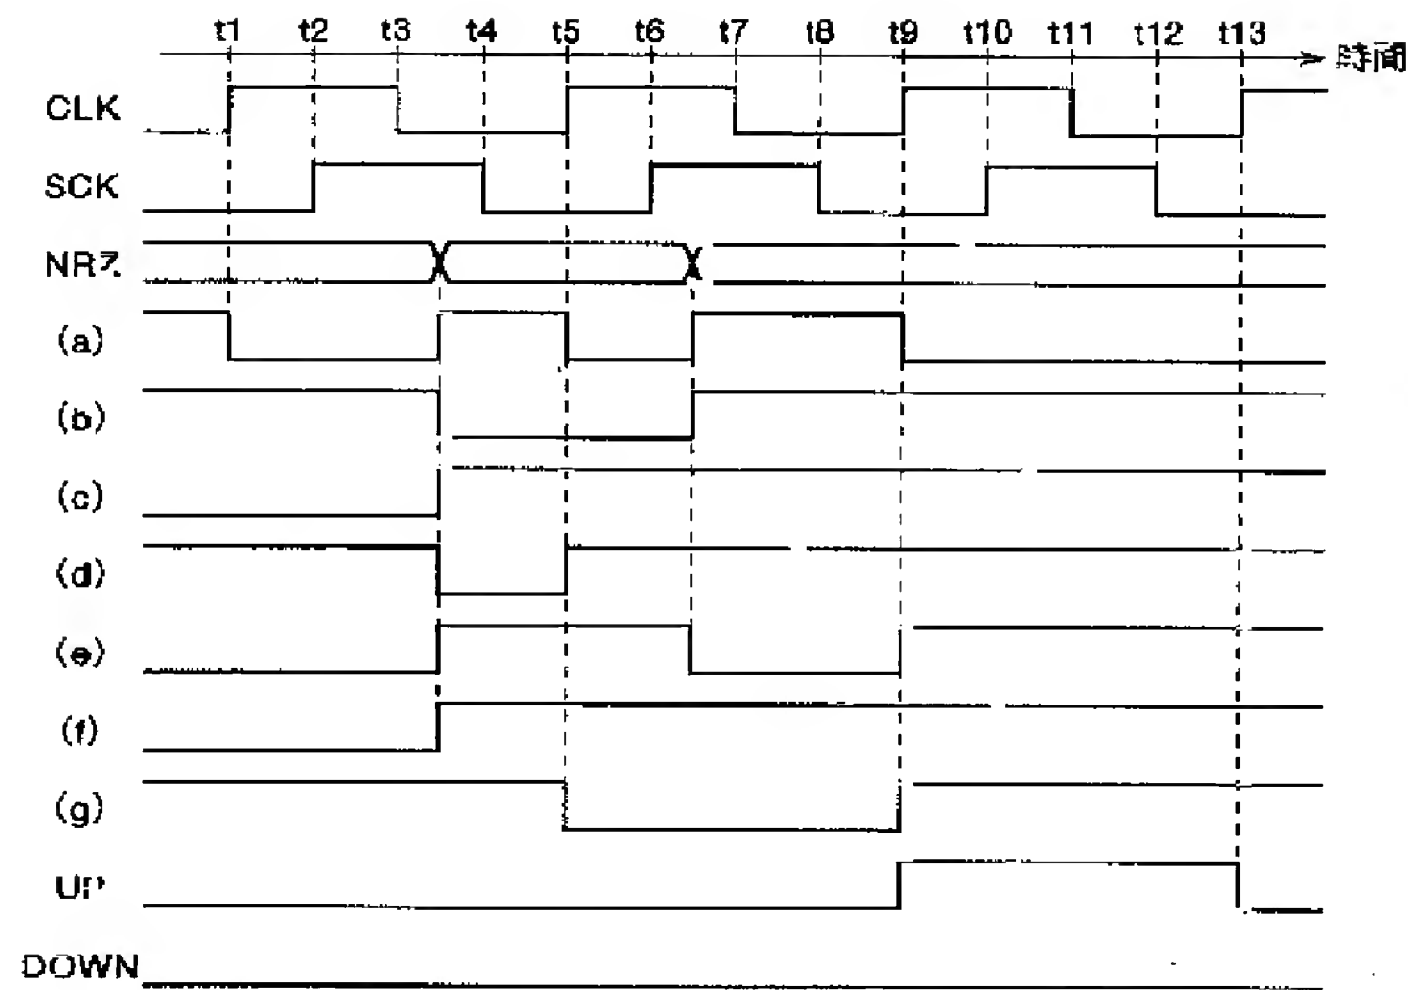 t1 t2 t3 t4 t5 t6 t7 t8 t9 t10 t11 t12 t13
時間
CLK
SCK
(a)
(b)
(c)
(d)
(e)
(f)
(g)
UP
DOWN